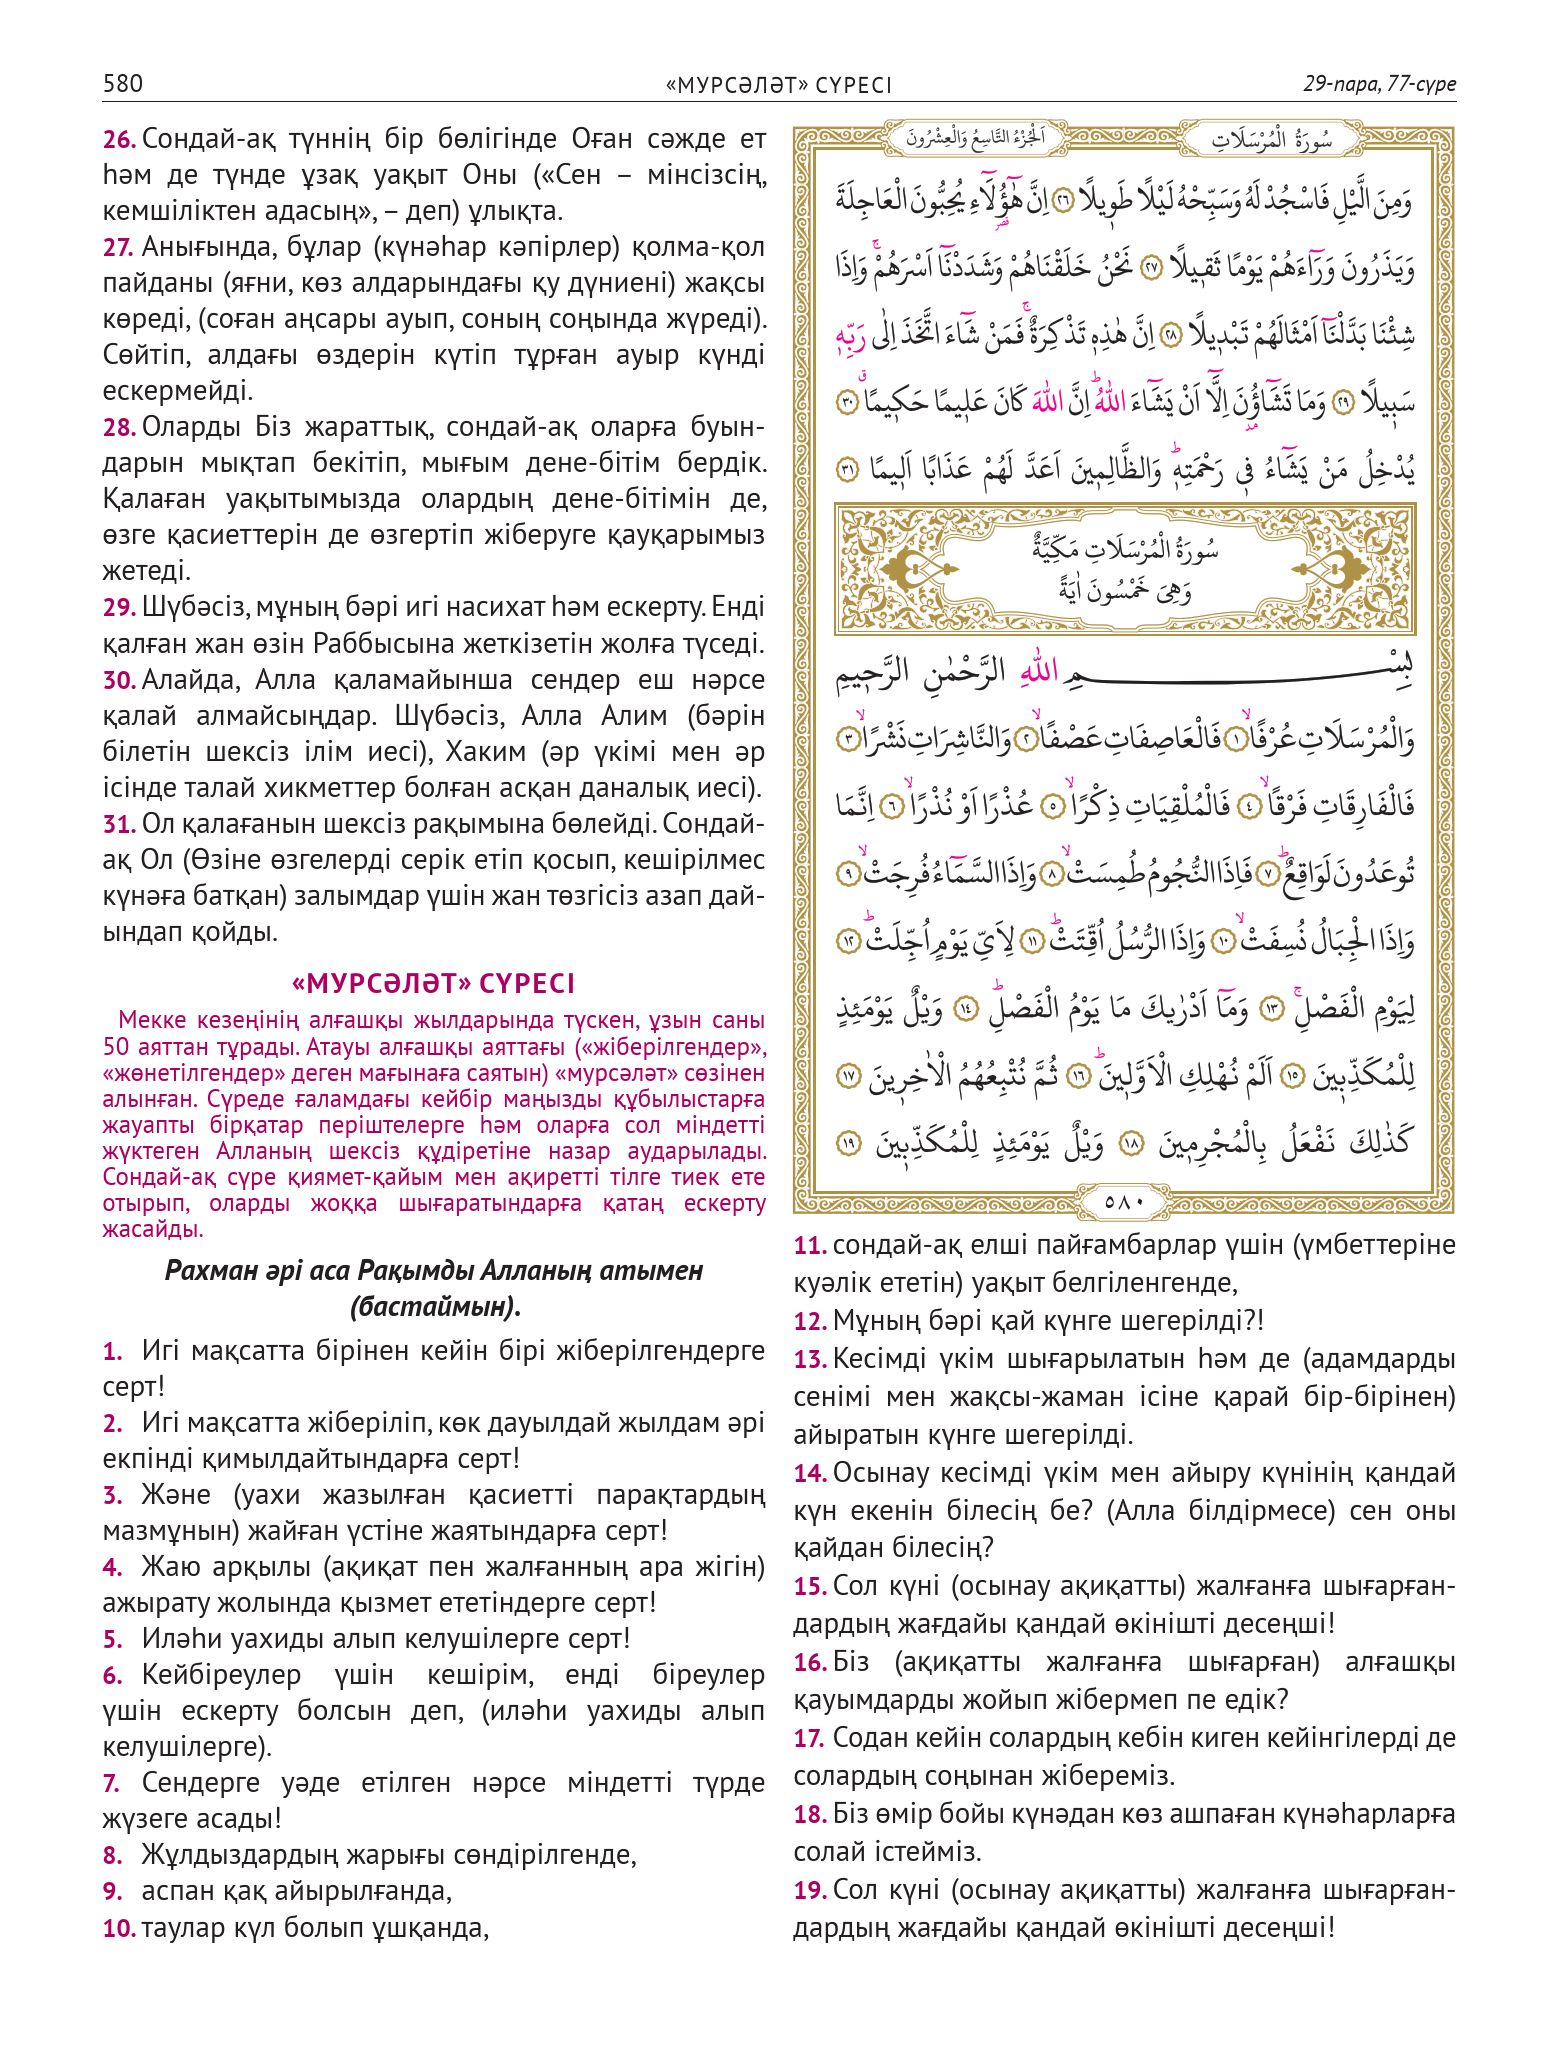 580
«МУРСӘЛӘТ» СҮРЕСІ
29-пара, 77-сүре
26. Сондай-ақ түннің бір бөлігінде Оған сәжде ет
һәм де түнде ұзақ уақыт Оны («Сен – мінсізсің,
кемшіліктен адасың», – деп) ұлықта.
27. Анығында, бұлар (күнәһар кәпірлер) қолма-қол
пайданы (яғни, көз алдарындағы қу дүниені) жақсы
көреді, (соған аңсары ауып, соның соңында жүреді).
Сөйтіп, алдағы өздерін күтіп тұрған ауыр күнді
ескермейді.
28. Оларды Біз жараттық, сондай-ақ оларға буын-
дарын мықтап бекітіп, мығым дене-бітім бердік.
Қалаған уақытымызда олардың дене-бітімін де,
өзге қасиеттерін де өзгертіп жіберуге қауқарымыз
жетеді.
29. Шүбәсіз, мұның бәрі игі насихат һәм ескерту. Енді
қалған жан өзін Раббысына жеткізетін жолға түседі.
30. Алайда, Алла қаламайынша сендер еш нәрсе
қалай алмайсыңдар. Шүбәсіз, Алла Алим (бәрін
білетін шексіз ілім иесі), Хаким (әр үкімі мен әр
ісінде талай хикметтер болған асқан даналық иесі).
31. Ол қалағанын шексіз рақымына бөлейді. Сондай-
ақ Ол (Өзіне өзгелерді серік етіп қосып, кешірілмес
күнәға батқан) залымдар үшін жан төзгісіз азап дай-
ындап қойды.
«МУРСӘЛӘТ» СҮРЕСІ
Мекке кезеңінің алғашқы жылдарында түскен, ұзын саны
50 аяттан тұрады. Атауы алғашқы аяттағы («жіберілгендер»,
«жөнетілгендер» деген мағынаға саятын) «мурсәләт» сөзінен
алынған. Сүреде ғаламдағы кейбір маңызды құбылыстарға
жауапты бірқатар періштелерге һәм оларға сол міндетті
жүктеген Алланың шексіз құдіретіне назар аударылады.
Сондай-ақ сүре қиямет-қайым мен ақиретті тілге тиек ете
отырып, оларды жоққа шығаратындарға қатаң ескерту
жасайды.
Рахман әрі аса Рақымды Алланың атымен
(бастаймын).
1. Игі мақсатта бірінен кейін бірі жіберілгендерге
серт!
2. Игі мақсатта жіберіліп, көк дауылдай жылдам әрі
екпінді қимылдайтындарға серт!
3. Және (уахи жазылған қасиетті парақтардың
мазмұнын) жайған үстіне жаятындарға серт!
4. Жаю арқылы (ақиқат пен жалғанның ара жігін)
ажырату жолында қызмет ететіндерге серт!
5. Иләһи уахиды алып келушілерге серт!
6. Кейбіреулер үшін кешірім, енді біреулер
үшін ескерту болсын деп, (иләһи уахиды алып
келушілерге).
7. Сендерге уәде етілген нәрсе міндетті түрде
жүзеге асады!
8. Жұлдыздардың жарығы сөндірілгенде,
9. аспан қақ айырылғанда,
10. таулар күл болып ұшқанда,
سُورَةُ الْمُرْسَلَاتِ
اَلْجُزْءُ التَّاسِعُ وَالْعِشْرُونَ
وَمِنَ الَّيْلِ فَاسْجُدْ لَهُ وَسَبِّحْهُ لَيْلًا طَوٖيلًا ﴿٢٦﴾ اِنَّ هٰٓؤُ۬لَٓاءِ يُحِبُّونَ الْعَاجِلَةَ
وَيَذَرُونَ وَرَٓاءَهُمْ يَوْمًا ثَقٖيلًا ﴿٢٧﴾ نَحْنُ خَلَقْنَاهُمْ وَشَدَدْنَٓا اَسْرَهُمْۚ وَاِذَا
شِئْنَا بَدَّلْنَٓا اَمْثَالَهُمْ تَبْدٖيلًا ﴿٢٨﴾ اِنَّ هٰذِهٖ تَذْكِرَةٌۚ فَمَنْ شَٓاءَ اتَّخَذَ اِلٰى رَبِّهٖ
سَبٖيلًا ﴿٢٩﴾ وَمَا تَشَٓاؤُ۫نَ اِلَّٓا اَنْ يَشَٓاءَ اللّٰهُۜ اِنَّ اللّٰهَ كَانَ عَلٖيمًا حَكٖيمًاۗ ﴿٣٠﴾
يُدْخِلُ مَنْ يَشَٓاءُ فٖى رَحْمَتِهٖۜ وَالظَّالِمٖينَ اَعَدَّ لَهُمْ عَذَابًا اَلٖيمًا ﴿٣١﴾
سُورَةُ الْمُرْسَلَاتِ مَكِّيَّةٌ
وَهِىَ خَمْسُونَ اٰيَةً
بِسْمِ اللّٰهِ الرَّحْمٰنِ الرَّحٖيمِ
وَالْمُرْسَلَاتِ عُرْفًاۙ ﴿١﴾ فَالْعَاصِفَاتِ عَصْفًاۙ ﴿٢﴾ وَالنَّاشِرَاتِ نَشْرًاۙ ﴿٣﴾
فَالْفَارِقَاتِ فَرْقًاۙ ﴿٤﴾ فَالْمُلْقِيَاتِ ذِكْرًاۙ ﴿٥﴾ عُذْرًا اَوْ نُذْرًاۙ ﴿٦﴾ اِنَّمَا
تُوعَدُونَ لَوَاقِعٌۜ ﴿٧﴾ فَاِذَا النُّجُومُ طُمِسَتْۙ ﴿٨﴾ وَاِذَا السَّمَٓاءُ فُرِجَتْۙ ﴿٩﴾
وَاِذَا الْجِبَالُ نُسِفَتْۙ ﴿١٠﴾ وَاِذَا الرُّسُلُ اُقِّتَتْۜ ﴿١١﴾ لِاَىِّ يَوْمٍ اُجِّلَتْۜ ﴿١٢﴾
لِيَوْمِ الْفَصْلِۚ ﴿١٣﴾ وَمَٓا اَدْرٰيكَ مَا يَوْمُ الْفَصْلِۜ ﴿١٤﴾ وَيْلٌ يَوْمَئِذٍ
لِلْمُكَذِّبٖينَ ﴿١٥﴾ اَلَمْ نُهْلِكِ الْاَوَّلٖينَۜ ﴿١٦﴾ ثُمَّ نُتْبِعُهُمُ الْاٰخِرٖينَ ﴿١٧﴾
كَذٰلِكَ نَفْعَلُ بِالْمُجْرِمٖينَ ﴿١٨﴾ وَيْلٌ يَوْمَئِذٍ لِلْمُكَذِّبٖينَ ﴿١٩﴾
٥٨٠
11. сондай-ақ елші пайғамбарлар үшін (үмбеттеріне
куәлік ететін) уақыт белгіленгенде,
12. Мұның бәрі қай күнге шегерілді?!
13. Кесімді үкім шығарылатын һәм де (адамдарды
сенімі мен жақсы-жаман ісіне қарай бір-бірінен)
айыратын күнге шегерілді.
14. Осынау кесімді үкім мен айыру күнінің қандай
күн екенін білесің бе? (Алла білдірмесе) сен оны
қайдан білесің?
15. Сол күні (осынау ақиқатты) жалғанға шығарған-
дардың жағдайы қандай өкінішті десеңші!
16. Біз (ақиқатты жалғанға шығарған) алғашқы
қауымдарды жойып жібермеп пе едік?
17. Содан кейін солардың кебін киген кейінгілерді де
солардың соңынан жібереміз.
18. Біз өмір бойы күнәдан көз ашпаған күнәһарларға
солай істейміз.
19. Сол күні (осынау ақиқатты) жалғанға шығарған-
дардың жағдайы қандай өкінішті десеңші!